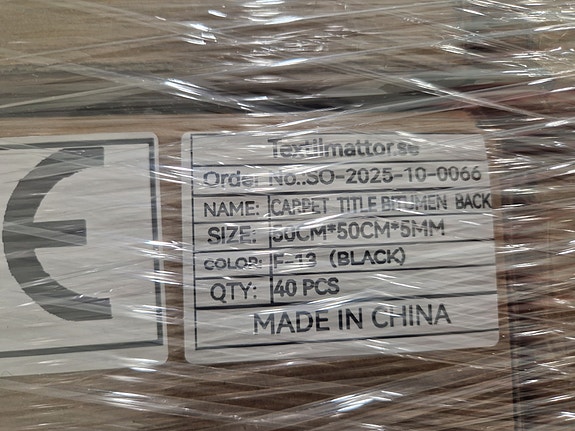 Textilmattor.se
Order No.:SO-2025-10-0066
NAME: CARPET TITLE BITUMEN BACK
SIZE: 50CM*50CM*5MM
COLOR: F-13 (BLACK)
QTY: 40 PCS
MADE IN CHINA
CE